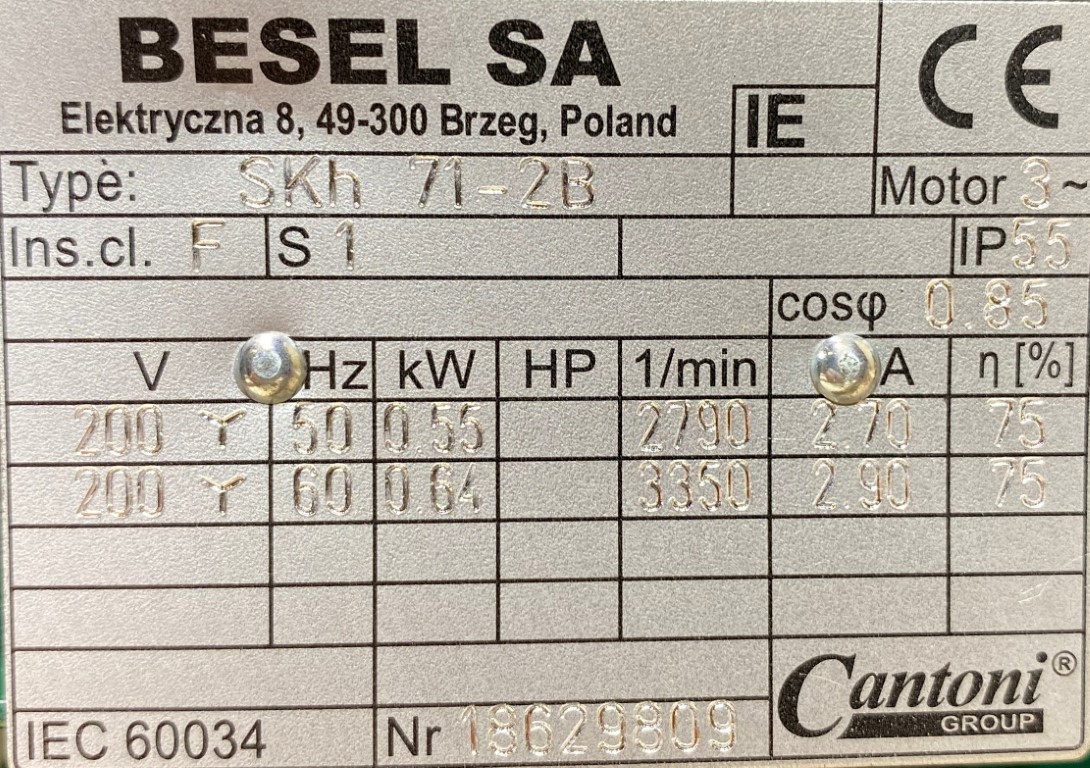 BESEL SA
Elektryczna 8, 49-300 Brzeg, Poland
IE
CE
Typè: SKh 71-2B
Motor 3~
Ins.cl. F S 1 IP55
cosφ 0.85
V Hz kW HP 1/min A η [%]
200 Y 50 0.55 2790 2.70 75
200 Y 60 0.64 3350 2.90 75
Cantoni®
GROUP
IEC 60034 Nr 18629809